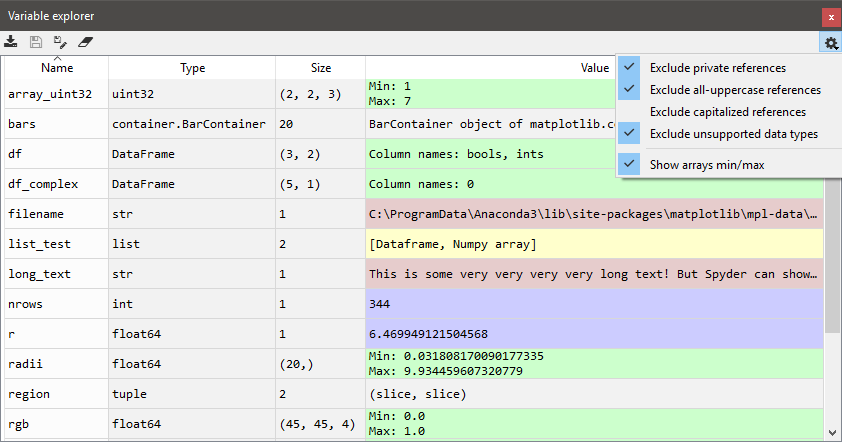 Variable explorer
x
Name Type Size Value
Exclude private references
Exclude all-uppercase references
Exclude capitalized references
Exclude unsupported data types
Show arrays min/max
array_uint32 uint32 (2, 2, 3) Min: 1
Max: 7
bars container.BarContainer 20 BarContainer object of matplotlib.co
df DataFrame (3, 2) Column names: bools, ints
df_complex DataFrame (5, 1) Column names: 0
filename str 1 C:\ProgramData\Anaconda3\lib\site-packages\matplotlib\mpl-data\…
list_test list 2 [Dataframe, Numpy array]
long_text str 1 This is some very very very very long text! But Spyder can show…
nrows int 1 344
r float64 1 6.469949121504568
radii float64 (20,) Min: 0.031808170090177335
Max: 9.934459607320779
region tuple 2 (slice, slice)
rgb float64 (45, 45, 4) Min: 0.0
Max: 1.0